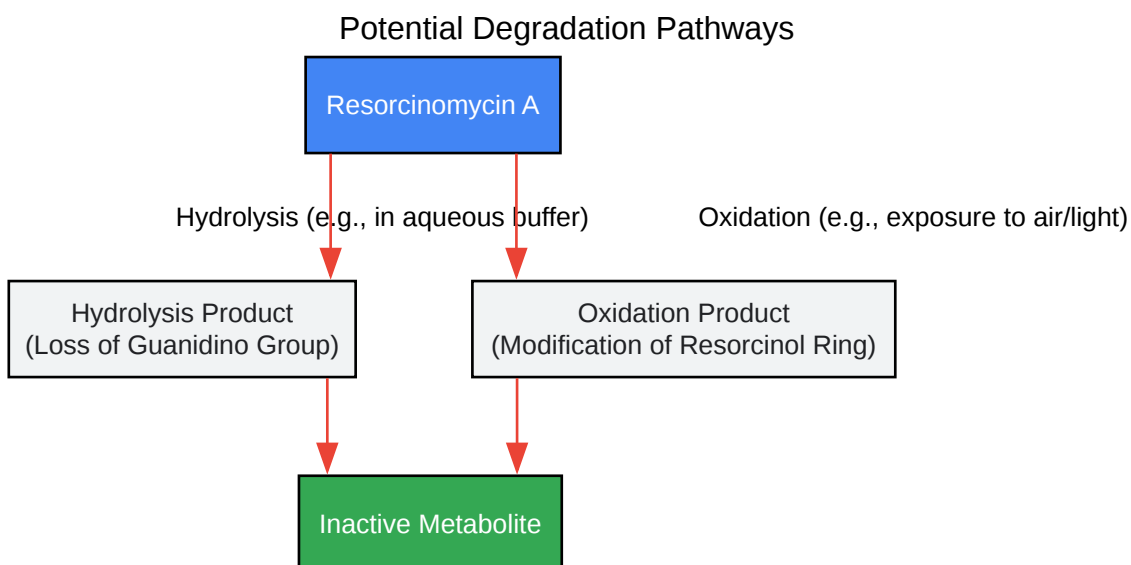 Potential Degradation Pathways
Resorcinomycin A
Hydrolysis (e.g., in aqueous buffer)
Oxidation (e.g., exposure to air/light)
Hydrolysis Product
(Loss of Guanidino Group)
Oxidation Product
(Modification of Resorcinol Ring)
Inactive Metabolite